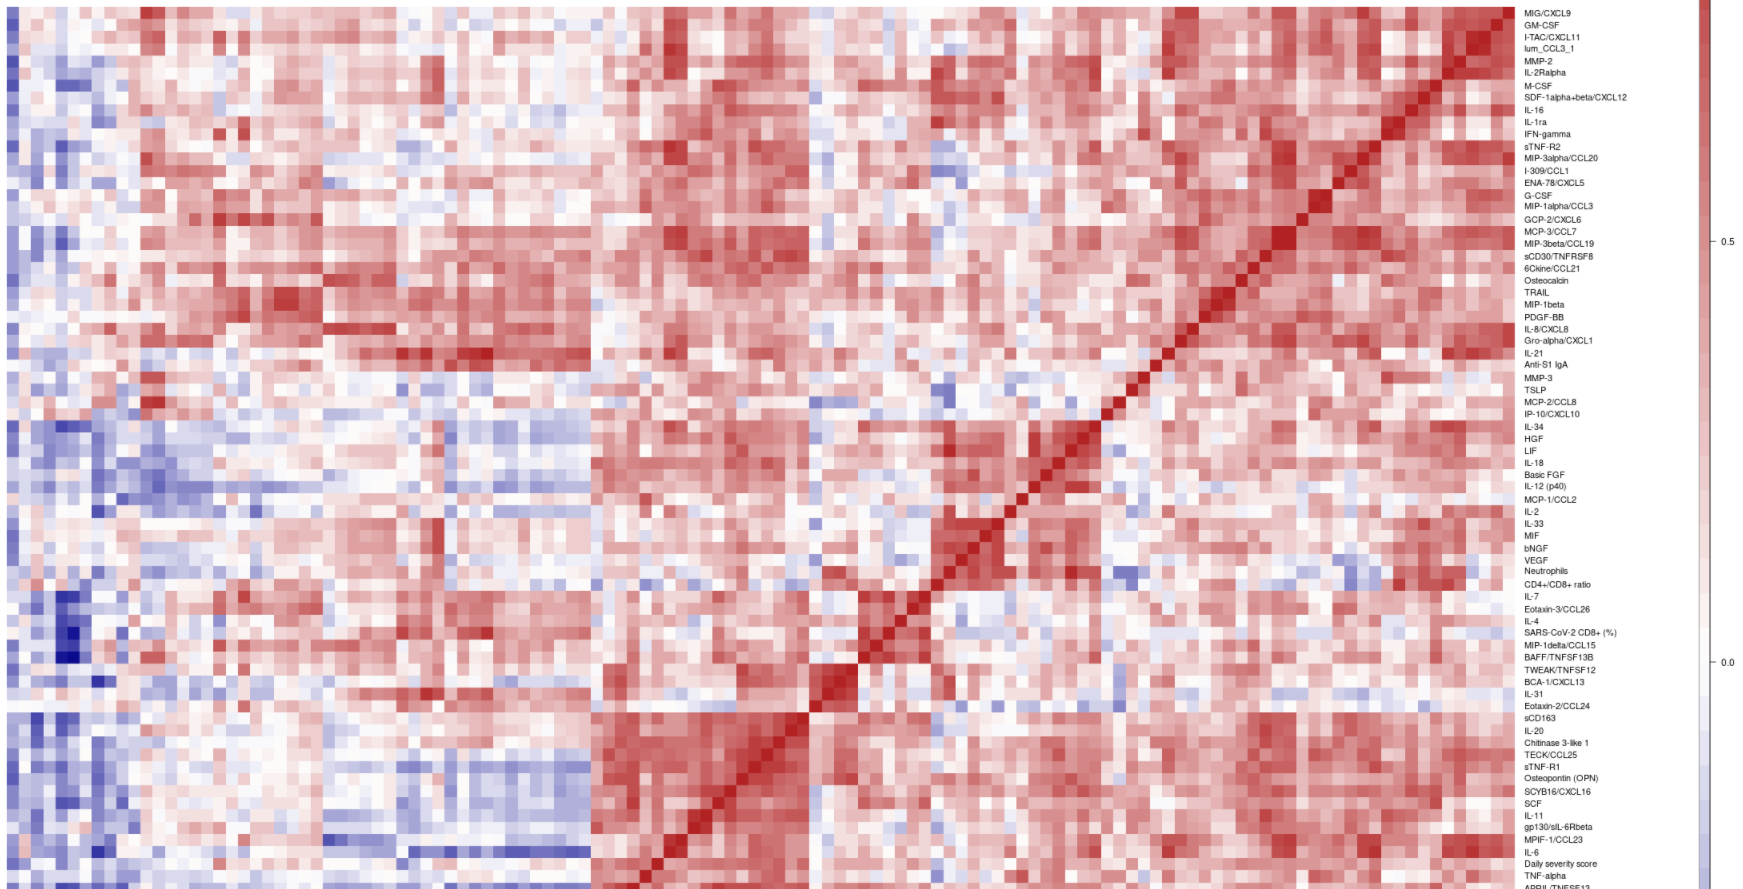 MIG/CXCL9
GM-CSF
I-TAC/CXCL11
lum_CCL3_1
MMP-2
IL-2Ralpha
M-CSF
SDF-1alpha+beta/CXCL12
IL-16
IL-1ra
IFN-gamma
sTNF-R2
MIP-3alpha/CCL20
I-309/CCL1
ENA-78/CXCL5
G-CSF
MIP-1alpha/CCL3
GCP-2/CXCL6
MCP-3/CCL7
MIP-3beta/CCL19
sCD30/TNFRSF8
0.5
6Ckine/CCL21
Osteocalcin
TRAIL
MIP-1beta
PDGF-BB
IL-8/CXCL8
Gro-alpha/CXCL1
IL-21
Anti-S1 IgA
MMP-3
TSLP
MCP-2/CCL8
IP-10/CXCL10
IL-34
HGF
LIF
IL-18
Basic FGF
IL-12 (p40)
MCP-1/CCL2
IL-2
IL-33
MIF
bNGF
VEGF
Neutrophils
CD4+/CD8+ ratio
IL-7
Eotaxin-3/CCL26
IL-4
SARS-CoV-2 CD8+ (%)
MIP-1delta/CCL15
BAFF/TNFSF13B
0.0
TWEAK/TNFSF12
BCA-1/CXCL13
IL-31
Eotaxin-2/CCL24
sCD163
IL-20
Chitinase 3-like 1
TECK/CCL25
sTNF-R1
Osteopontin (OPN)
SCYB16/CXCL16
SCF
IL-11
gp130/sIL-6Rbeta
MPIF-1/CCL23
IL-6
Daily severity score
TNF-alpha
APRIL/TNFSF13